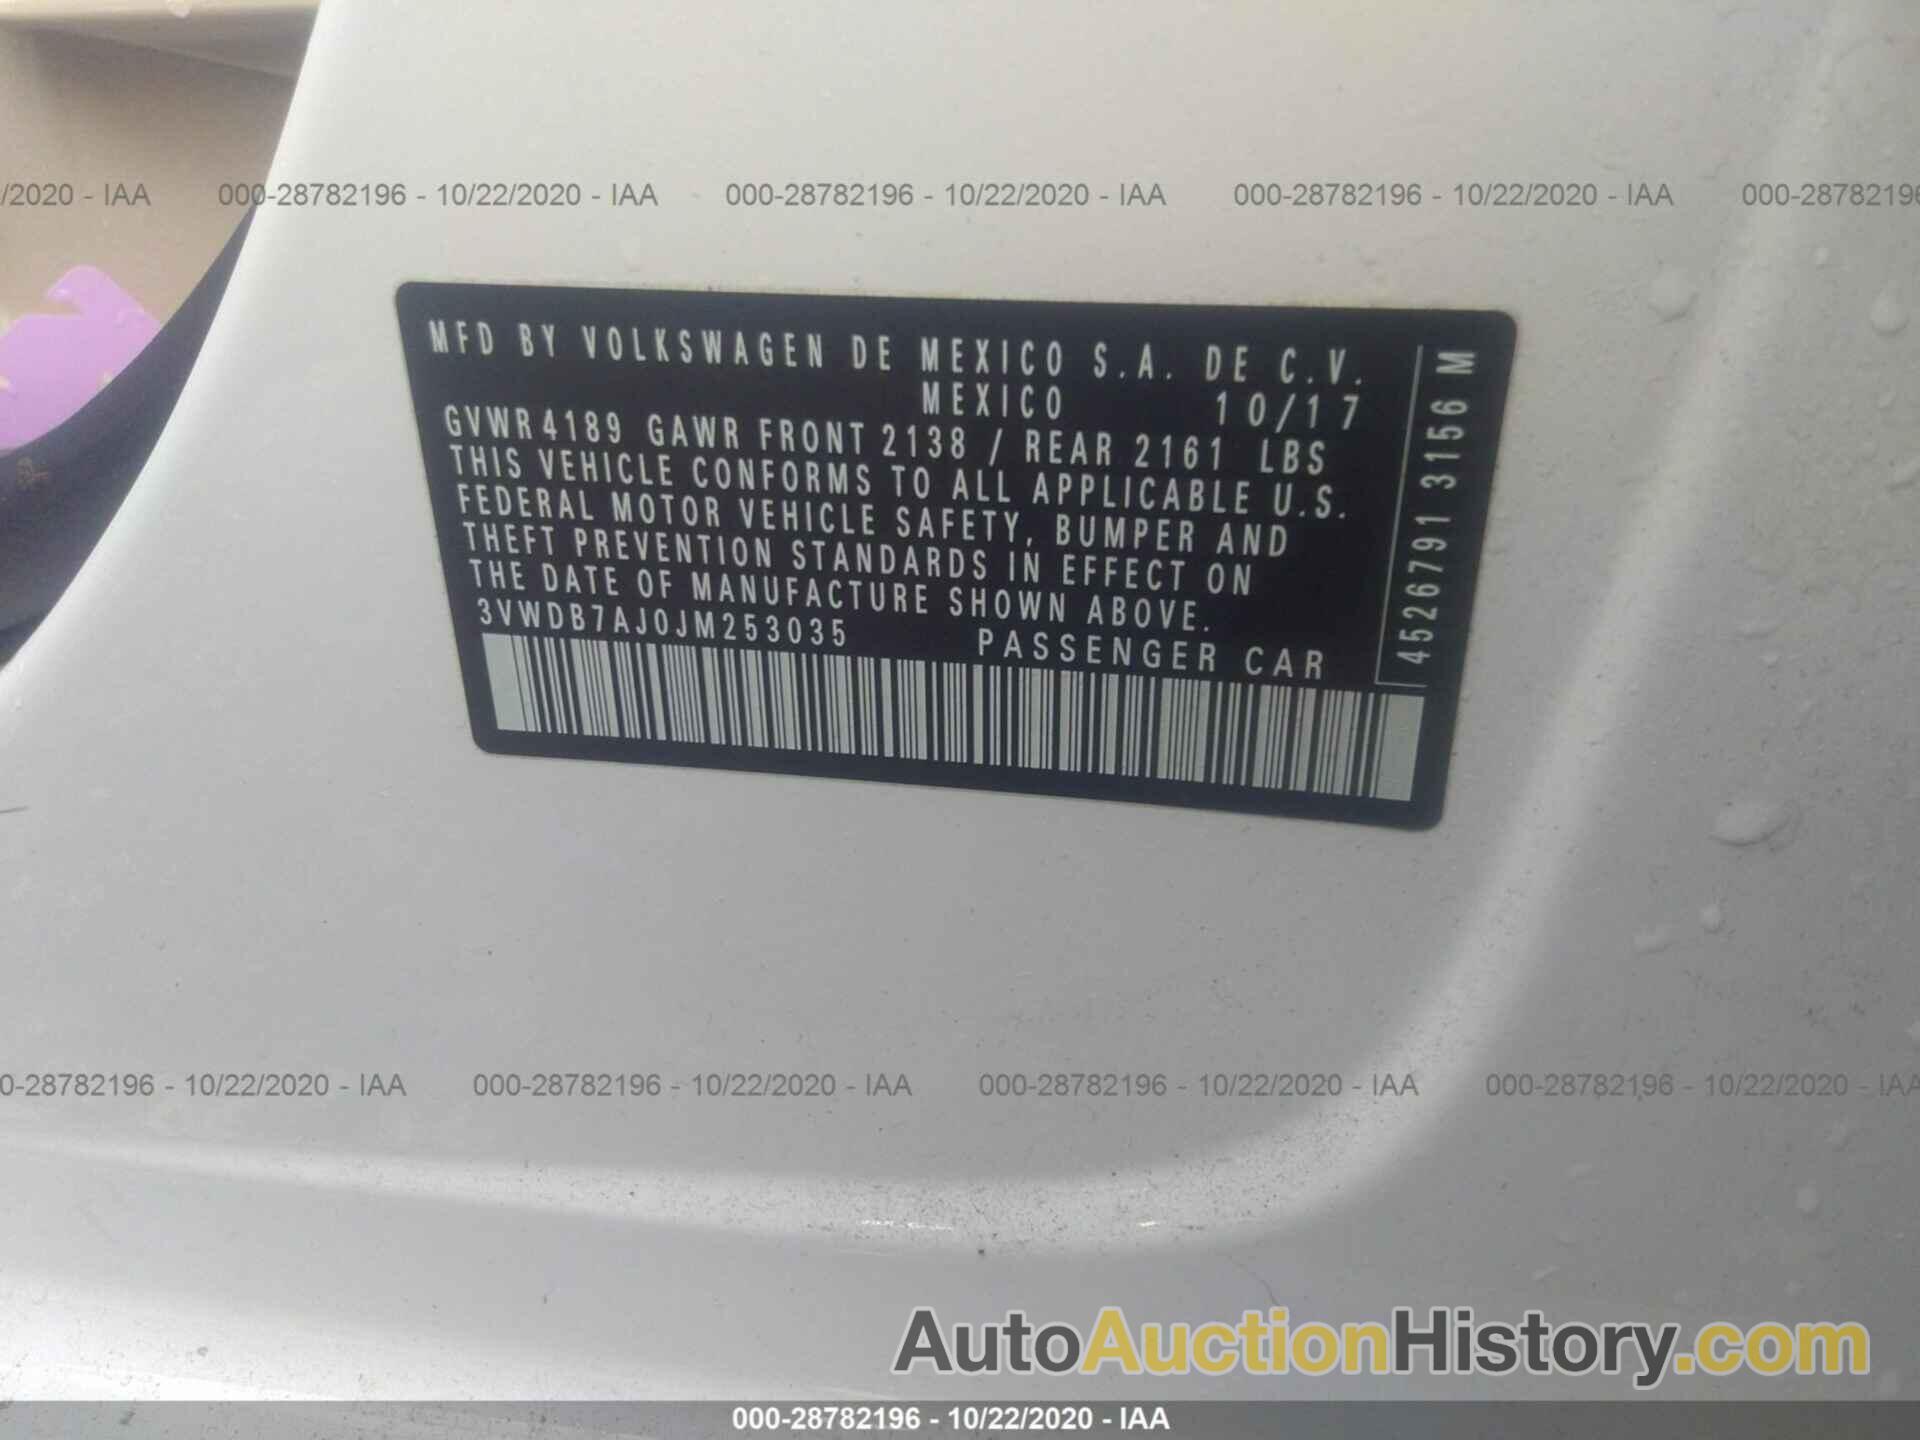 /2020 - IAA 000-28782196 - 10/22/2020 - IAA 000-28782196 - 10/22/2020 - IAA 000-28782196 - 10/22/2020 - IAA 000-28782196
MFD BY VOLKSWAGEN DE MEXICO S.A. DE C.V.
MEXICO 10/17
GVWR 4189 GAWR FRONT 2138 / REAR 2161 LBS
THIS VEHICLE CONFORMS TO ALL APPLICABLE U.S.
FEDERAL MOTOR VEHICLE SAFETY, BUMPER AND
THEFT PREVENTION STANDARDS IN EFFECT ON
THE DATE OF MANUFACTURE SHOWN ABOVE.
3VWDB7AJ0JM253035 PASSENGER CAR
4526791 3156 M
0-28782196 - 10/22/2020 - IAA 000-28782196 - 10/22/2020 - IAA 000-28782196 - 10/22/2020 - IAA 000-28782196 - 10/22/2020 - IAA
AutoAuctionHistory.com
000-28782196 - 10/22/2020 - IAA